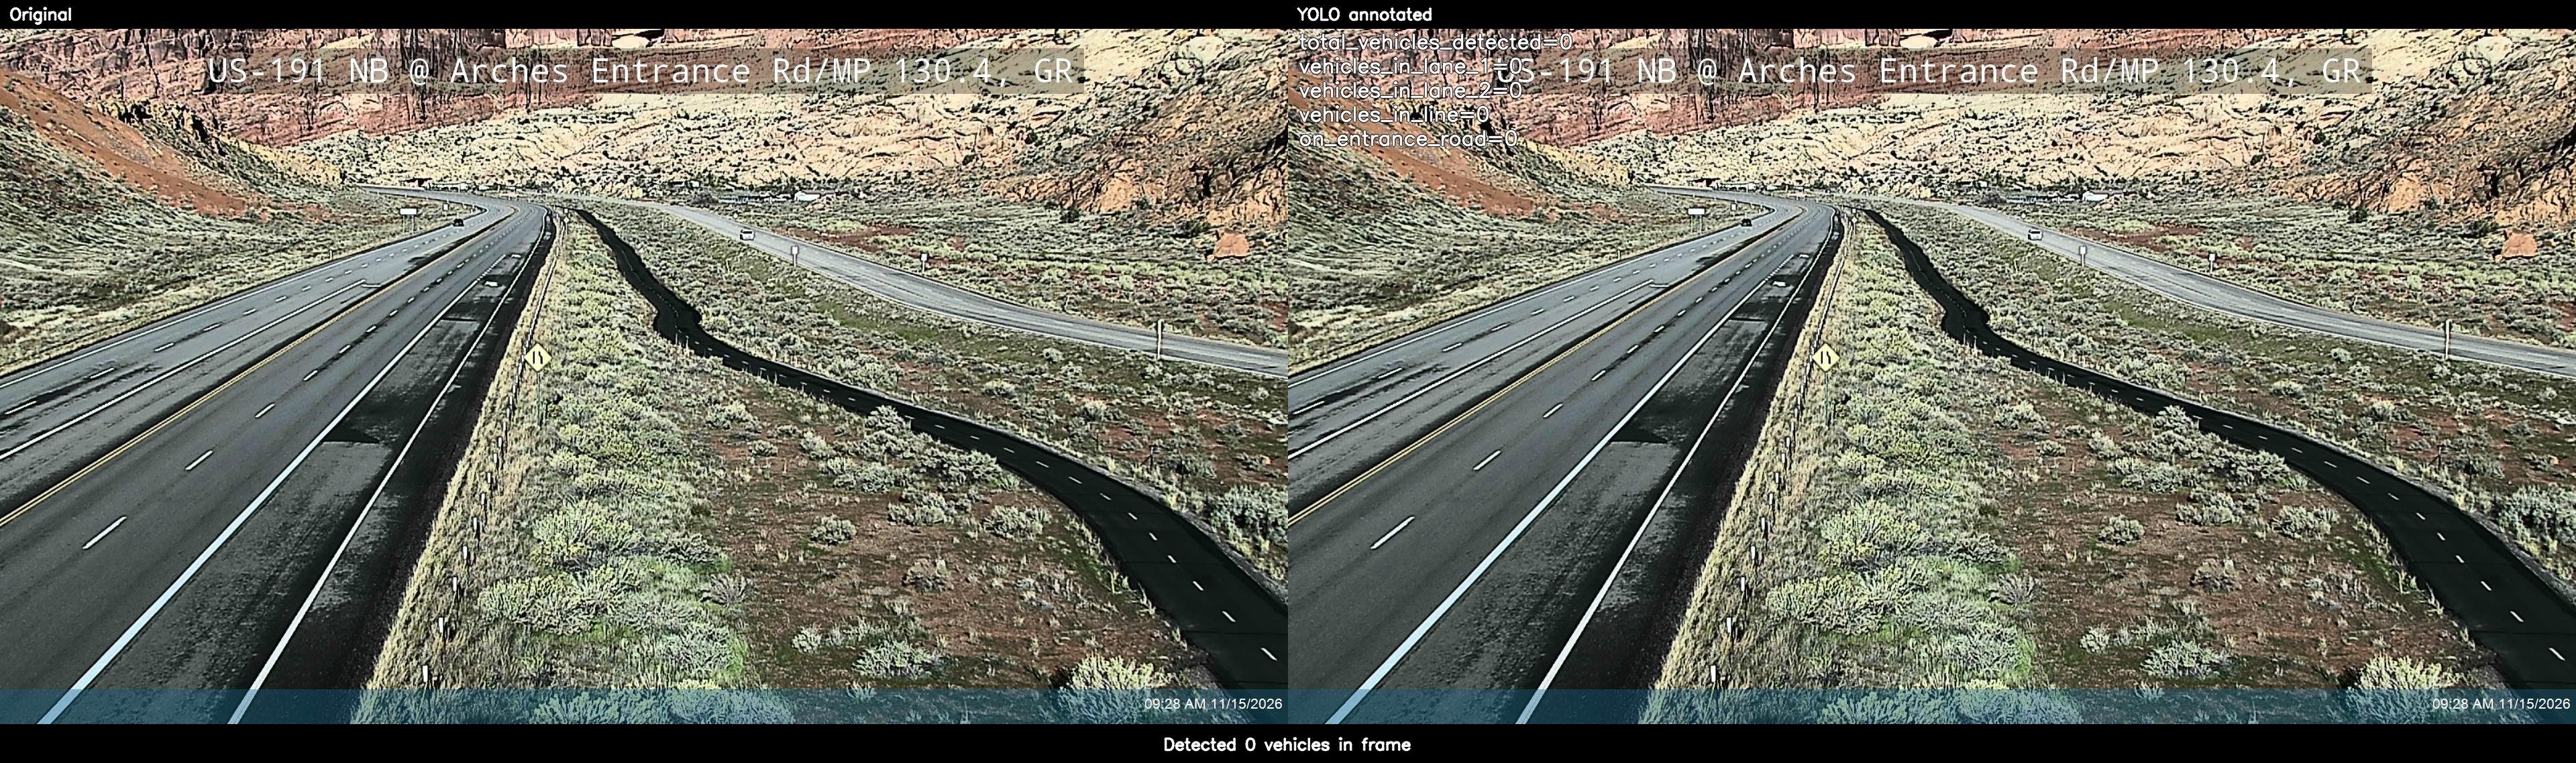 Original
US-191 NB @ Arches Entrance Rd/MP 130.4, GR
09:28 AM 11/15/2026
YOLO annotated
total_vehicles_detected=0
vehicles_in_lane_1=0
S-191 NB @ Arches Entrance Rd/MP 130.4, GR
vehicles_in_lane_2=0
vehicles_in_line=0
on_entrance_road=0
09:28 AM 11/15/2026
Detected 0 vehicles in frame